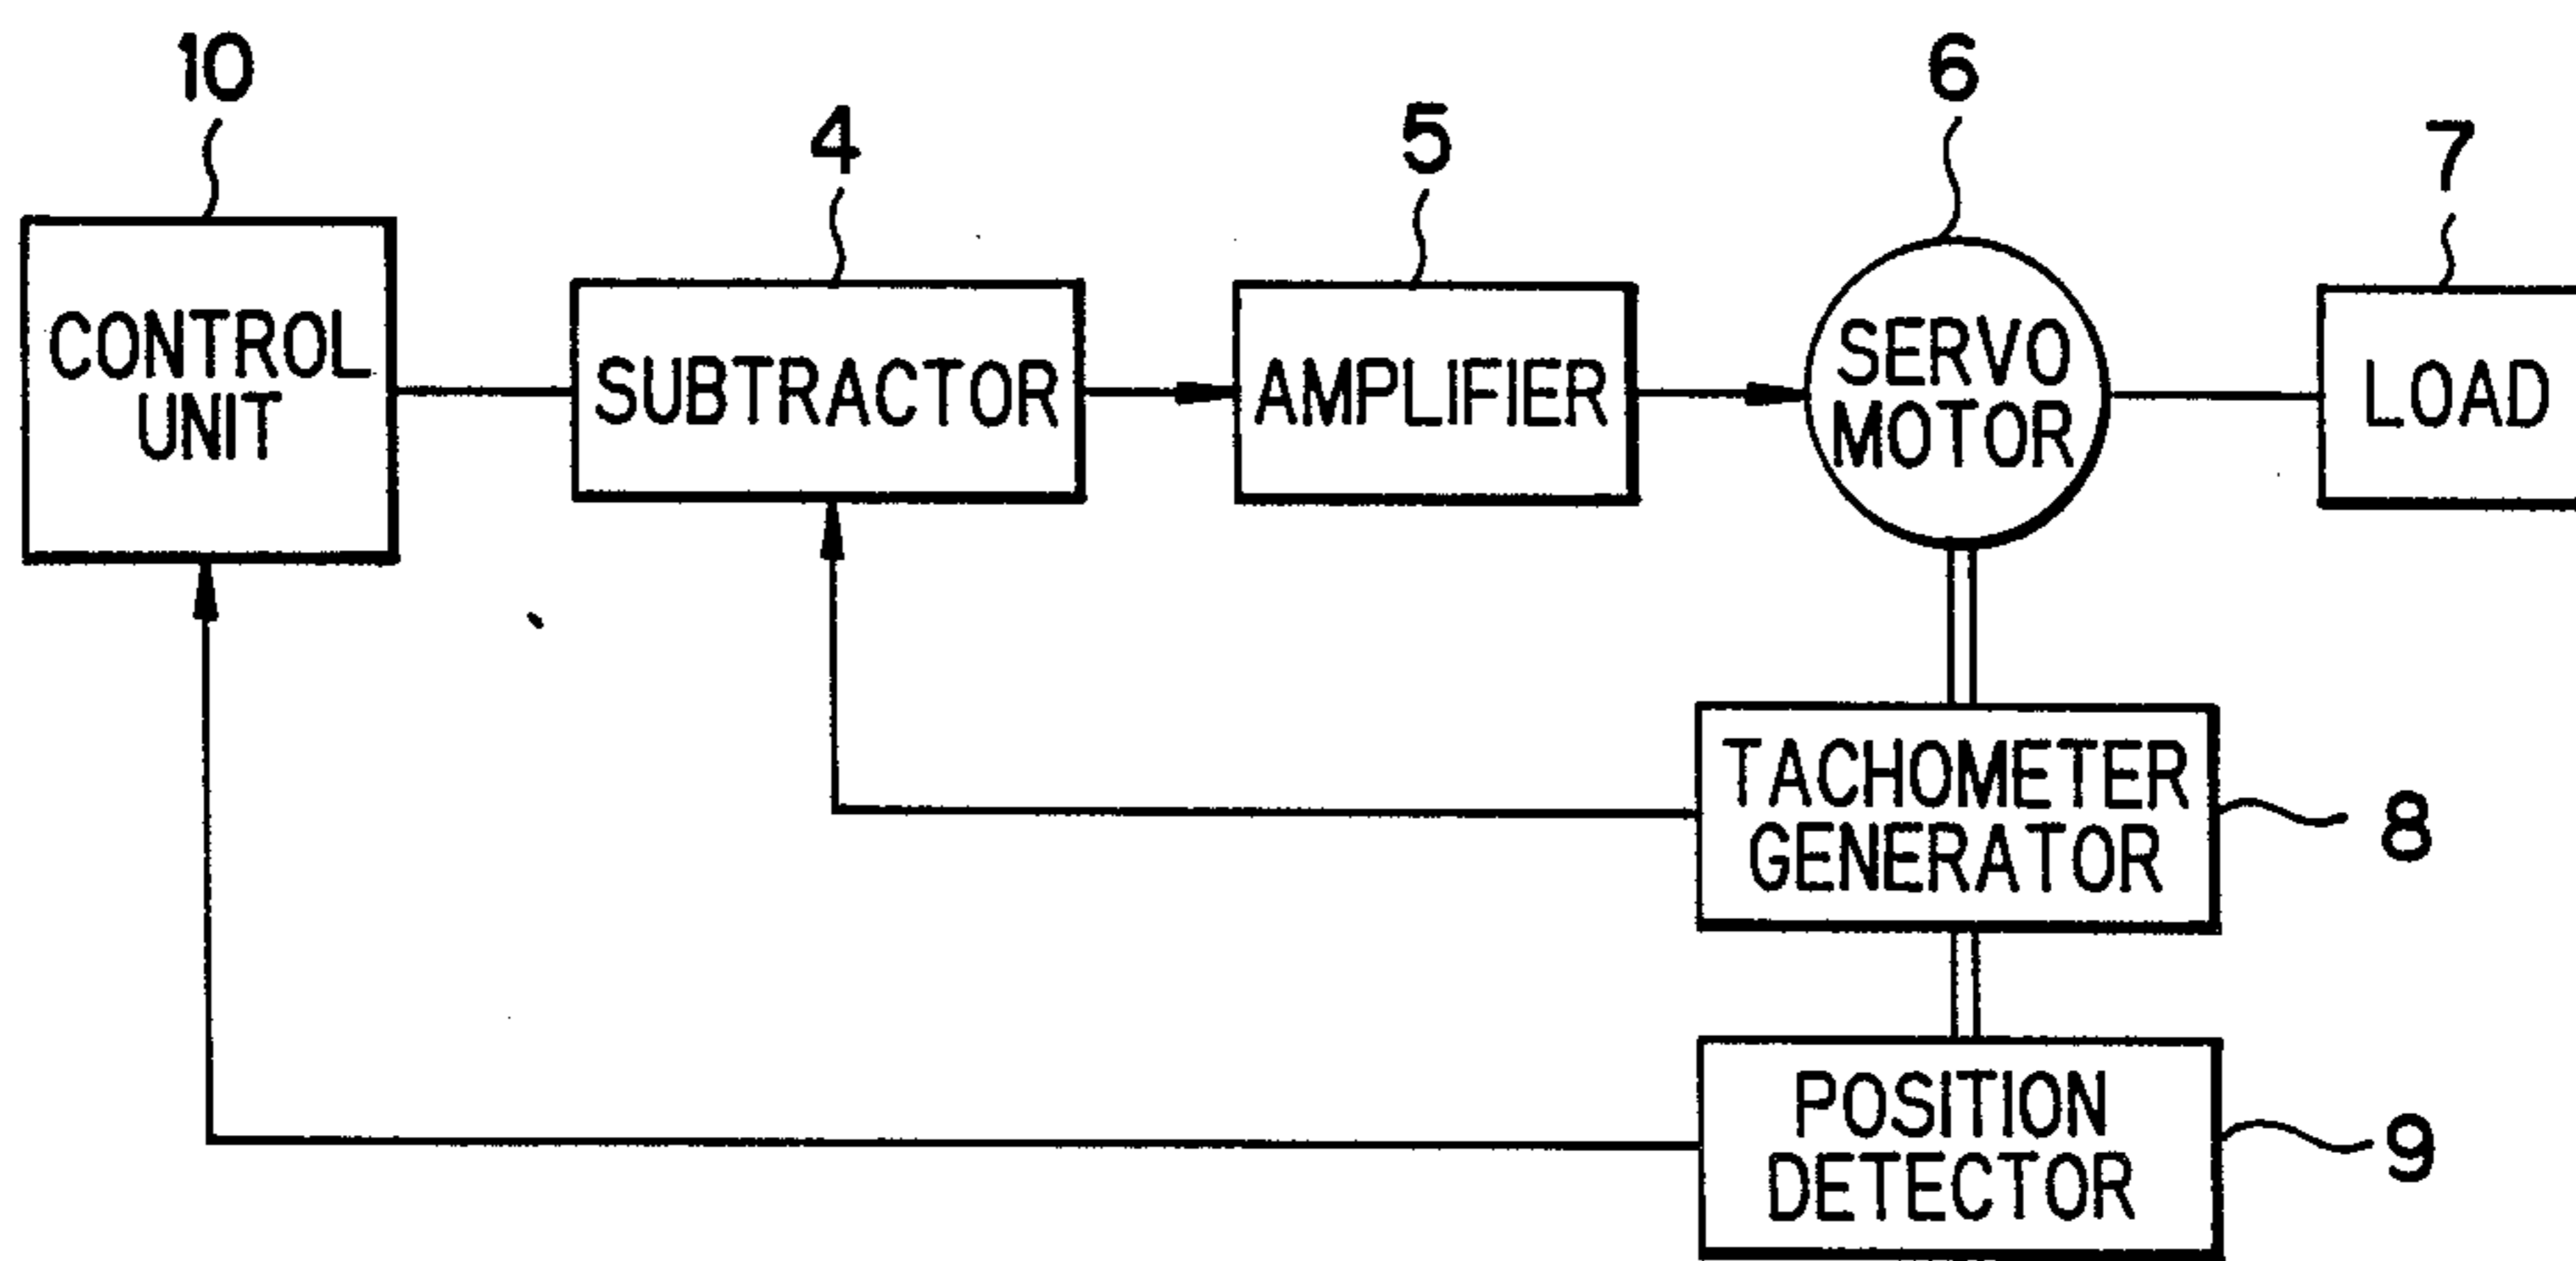 10
4
5
6
7
CONTROL
UNIT
SUBTRACTOR
AMPLIFIER
SERVO
MOTOR
LOAD
TACHOMETER
GENERATOR
8
POSITION
DETECTOR
9